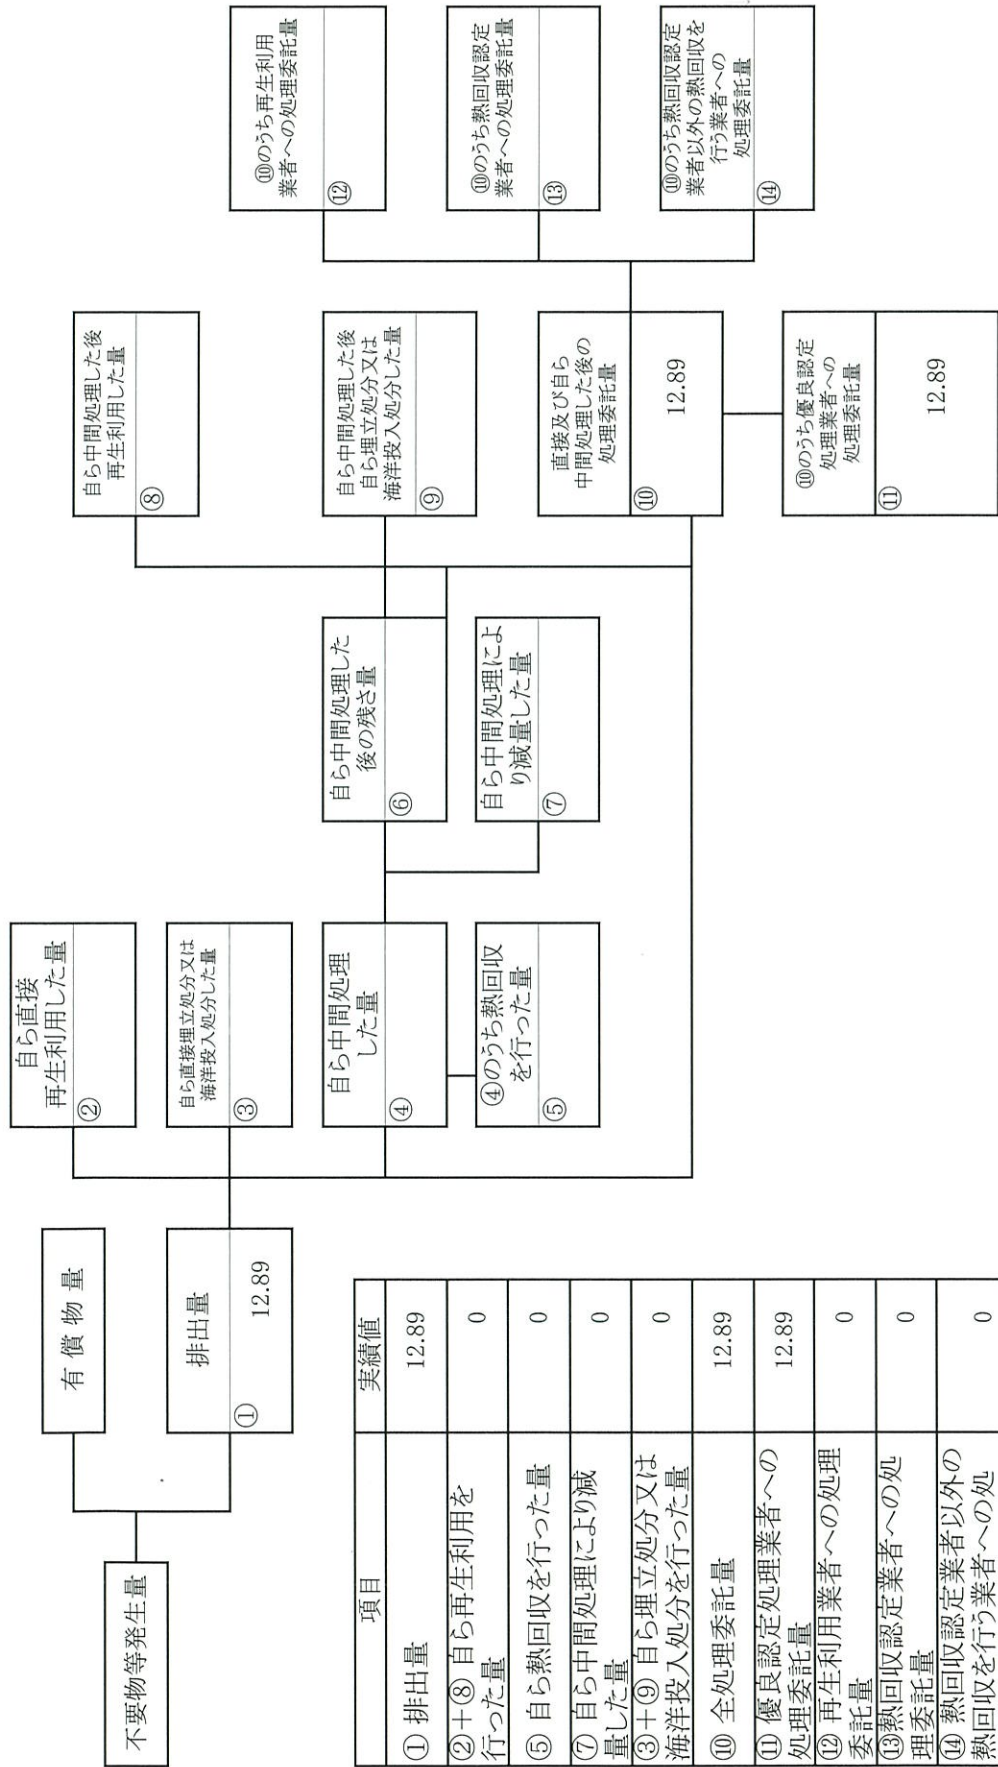 不要物等発生量
有 償 物 量
排出量
①
12.89
自ら直接
再生利用した量
②
自ら直接埋立処分又は
海洋投入処分した量
③
自ら中間処理
した量
④
④のうち熱回収
を行った量
⑤
自ら中間処理した
後の残さ量
⑥
自ら中間処理によ
り減量した量
⑦
自ら中間処理した後
再生利用した量
⑧
自ら中間処理した後
自ら埋立処分又は
海洋投入処分した量
⑨
直接及び自ら
中間処理した後の
処理委託量
⑩
12.89
⑩のうち優良認定
処理業者への
処理委託量
⑪
12.89
⑩のうち再生利用
業者への処理委託量
⑫
⑩のうち熱回収認定
業者への処理委託量
⑬
⑩のうち熱回収認定
業者以外の熱回収を
行う業者への
処理委託量
⑭
項目 実績値
① 排出量 12.89
②+⑧ 自ら再生利用を
行った量 0
⑤ 自ら熱回収を行った量 0
⑦ 自ら中間処理により減
量した量 0
③+⑨ 自ら埋立処分又は
海洋投入処分を行った量 0
⑩ 全処理委託量 12.89
⑪ 優良認定処理業者への
処理委託量 12.89
⑫ 再生利用業者への処理
委託量 0
⑬熱回収認定業者への処
理委託量 0
⑭ 熱回収認定業者以外の
熱回収を行う業者への処 0